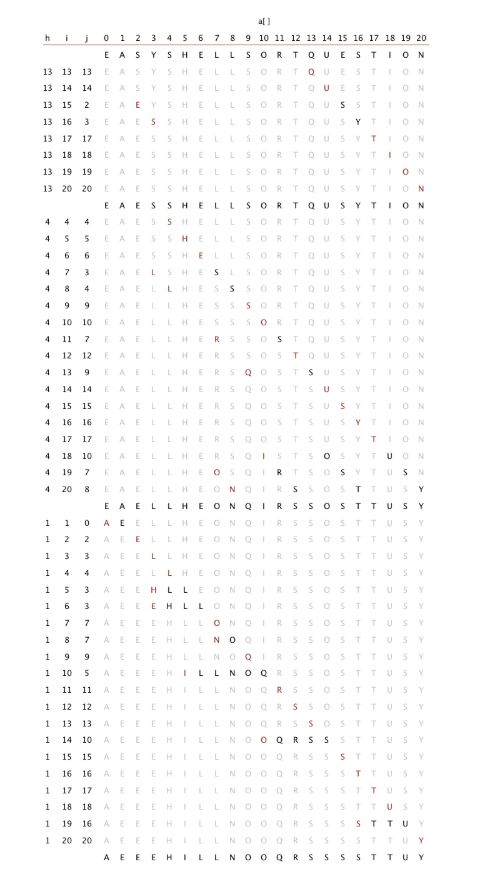 a[ ]
h i j 0 1 2 3 4 5 6 7 8 9 10 11 12 13 14 15 16 17 18 19 20
E A S Y S H E L L S O R T Q U E S T I O N
13 13 13 E A S Y S H E L L S O R T Q U E S T I O N
13 14 14 E A S Y S H E L L S O R T Q U E S T I O N
13 15 2 E A E Y S H E L L S O R T Q U S S T I O N
13 16 3 E A E S S H E L L S O R T Q U S Y T I O N
13 17 17 E A E S S H E L L S O R T Q U S Y T I O N
13 18 18 E A E S S H E L L S O R T Q U S Y T I O N
13 19 19 E A E S S H E L L S O R T Q U S Y T I O N
13 20 20 E A E S S H E L L S O R T Q U S Y T I O N
E A E S S H E L L S O R T Q U S Y T I O N
4 4 4 E A E S S H E L L S O R T Q U S Y T I O N
4 5 5 E A E S S H E L L S O R T Q U S Y T I O N
4 6 6 E A E S S H E L L S O R T Q U S Y T I O N
4 7 3 E A E L S H E S L S O R T Q U S Y T I O N
4 8 4 E A E L L H E S S S O R T Q U S Y T I O N
4 9 9 E A E L L H E S S S O R T Q U S Y T I O N
4 10 10 E A E L L H E S S S O R T Q U S Y T I O N
4 11 7 E A E L L H E R S S O S T Q U S Y T I O N
4 12 12 E A E L L H E R S S O S T Q U S Y T I O N
4 13 9 E A E L L H E R S Q O S T S U S Y T I O N
4 14 14 E A E L L H E R S Q O S T S U S Y T I O N
4 15 15 E A E L L H E R S Q O S T S U S Y T I O N
4 16 16 E A E L L H E R S Q O S T S U S Y T I O N
4 17 17 E A E L L H E R S Q O S T S U S Y T I O N
4 18 10 E A E L L H E R S Q I S T S O S Y T U O N
4 19 7 E A E L L H E O S Q I R T S O S Y T U S N
4 20 8 E A E L L H E O N Q I R S S O S T T U S Y
E A E L L H E O N Q I R S S O S T T U S Y
1 1 0 A E E L L H E O N Q I R S S O S T T U S Y
1 2 2 A E E L L H E O N Q I R S S O S T T U S Y
1 3 3 A E E L L H E O N Q I R S S O S T T U S Y
1 4 4 A E E L L H E O N Q I R S S O S T T U S Y
1 5 3 A E E H L L E O N Q I R S S O S T T U S Y
1 6 3 A E E E H L L O N Q I R S S O S T T U S Y
1 7 7 A E E E H L L O N Q I R S S O S T T U S Y
1 8 7 A E E E H L L N O Q I R S S O S T T U S Y
1 9 9 A E E E H L L N O Q I R S S O S T T U S Y
1 10 5 A E E E H I L L N O Q R S S O S T T U S Y
1 11 11 A E E E H I L L N O Q R S S O S T T U S Y
1 12 12 A E E E H I L L N O Q R S S O S T T U S Y
1 13 13 A E E E H I L L N O Q R S S O S T T U S Y
1 14 10 A E E E H I L L N O O Q R S S S T T U S Y
1 15 15 A E E E H I L L N O O Q R S S S T T U S Y
1 16 16 A E E E H I L L N O O Q R S S S T T U S Y
1 17 17 A E E E H I L L N O O Q R S S S T T U S Y
1 18 18 A E E E H I L L N O O Q R S S S T T U S Y
1 19 16 A E E E H I L L N O O Q R S S S S T T U Y
1 20 20 A E E E H I L L N O O Q R S S S S T T U Y
A E E E H I L L N O O Q R S S S S T T U Y